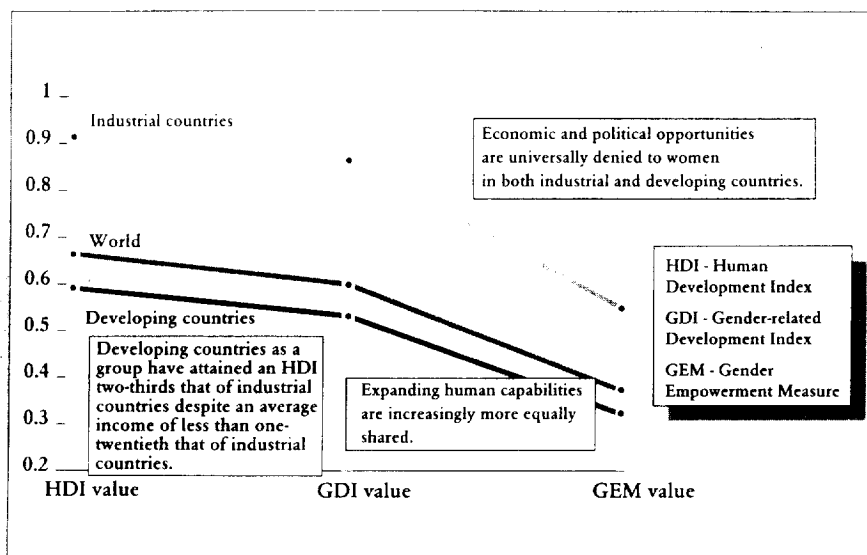 1
0.9
0.8
0.7
0.6
0.5
0.4
0.3
0.2
Industrial countries
World
Developing countries
Developing countries as a
group have attained an HDI
two-thirds that of industrial
countries despite an average
income of less than one-
twentieth that of industrial
countries.
Expanding human capabilities
are increasingly more equally
shared.
Economic and political opportunities
are universally denied to women
in both industrial and developing countries.
HDI - Human
Development Index
GDI - Gender-related
Development Index
GEM - Gender
Empowerment Measure
HDI value
GDI value
GEM value